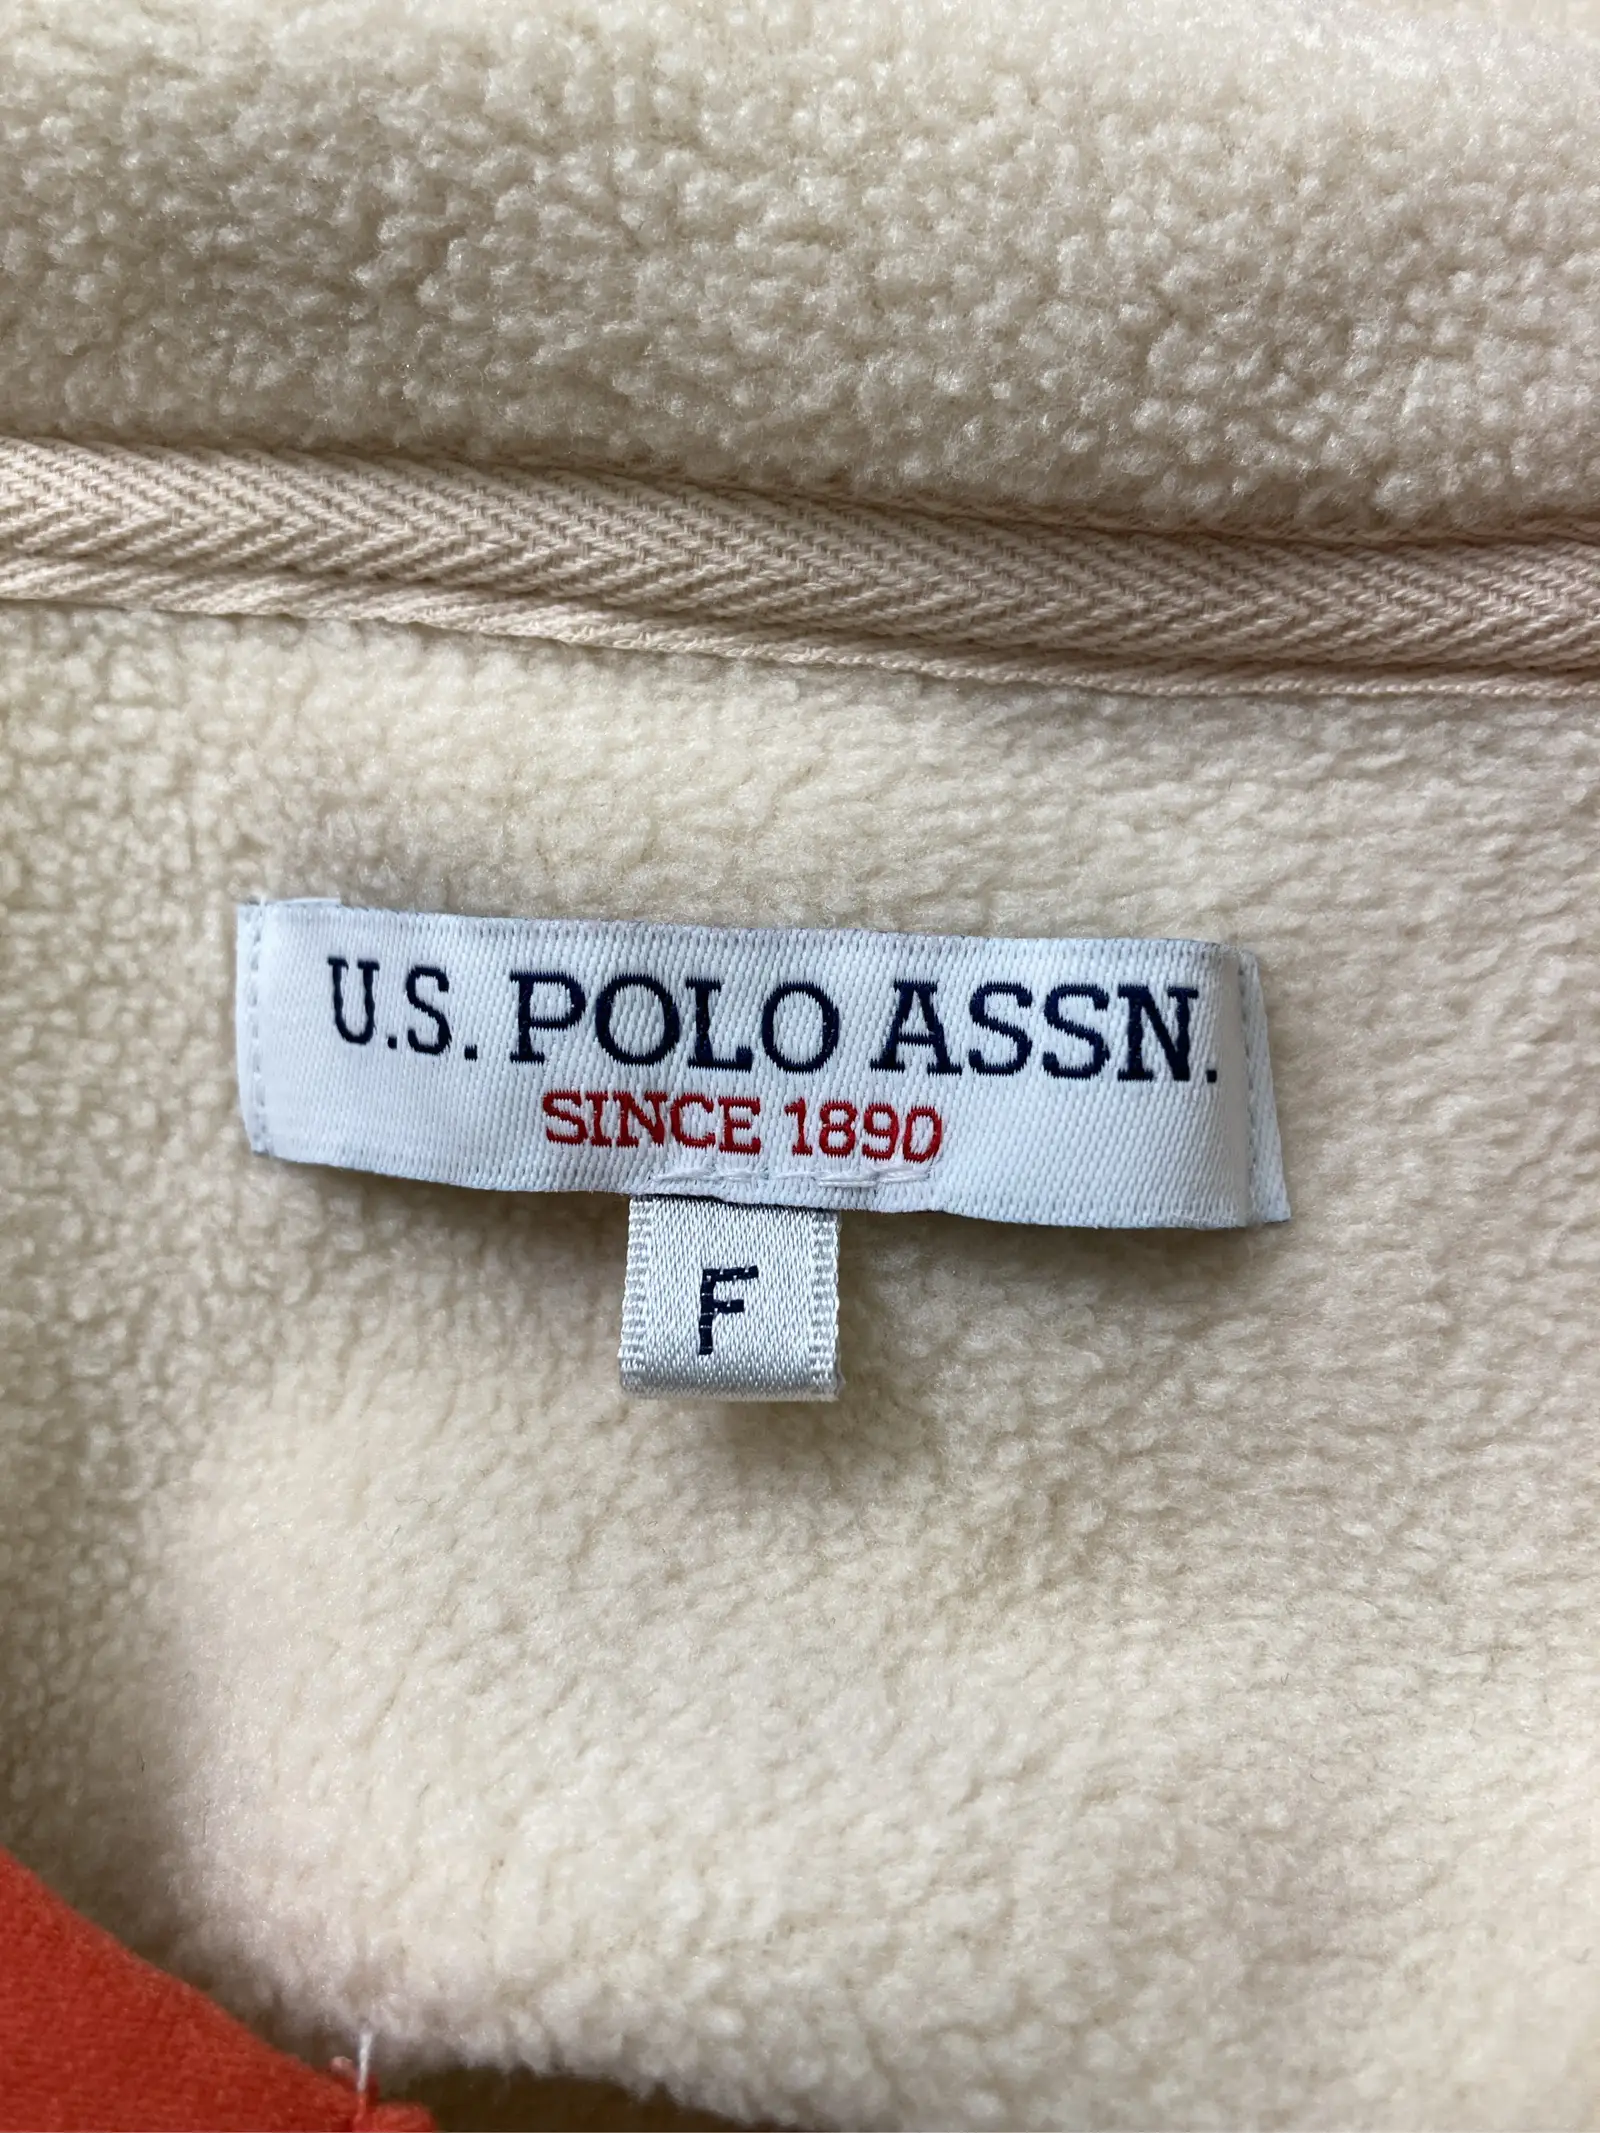 U.S. POLO ASSN.
SINCE 1890
F